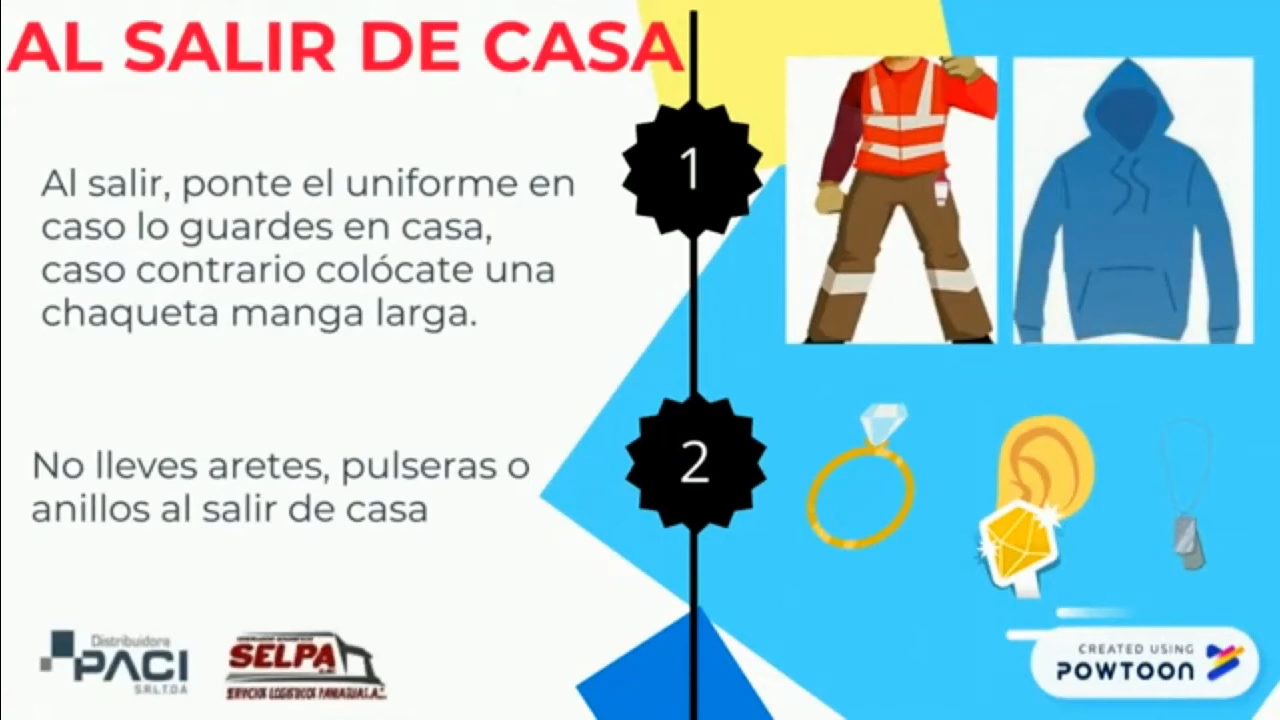 AL SALIR DE CASA
1
Al salir, ponte el uniforme en
caso lo guardes en casa,
caso contrario colócate una
chaqueta manga larga.
2
No lleves aretes, pulseras o
anillos al salir de casa
Distribuidora
PACI
S.R.L.T.D.A
SELPA
CREATED USING
POWTOON